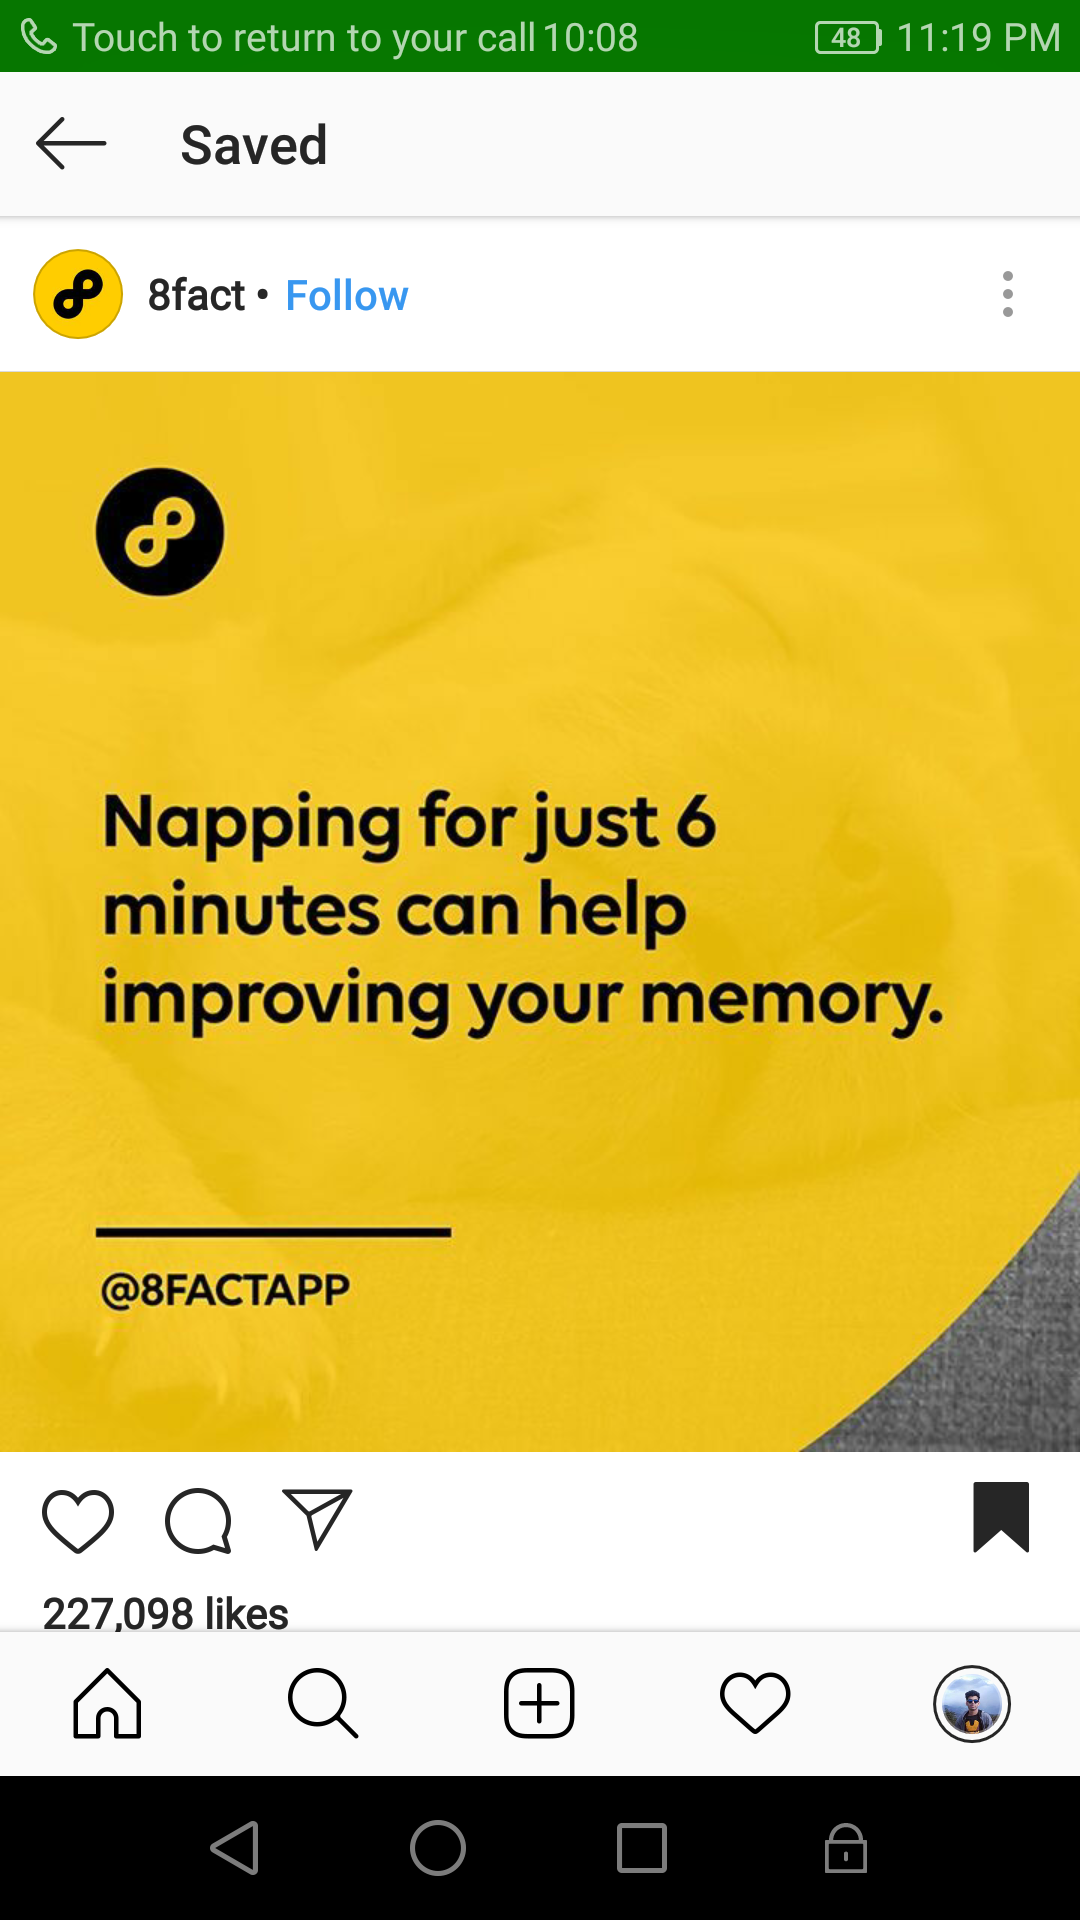 Touch to return to your call 10:08 48 11:19 PM
Saved
8fact • Follow
Napping for just 6
minutes can help
improving your memory.
@8FACTAPP
227,098 likes